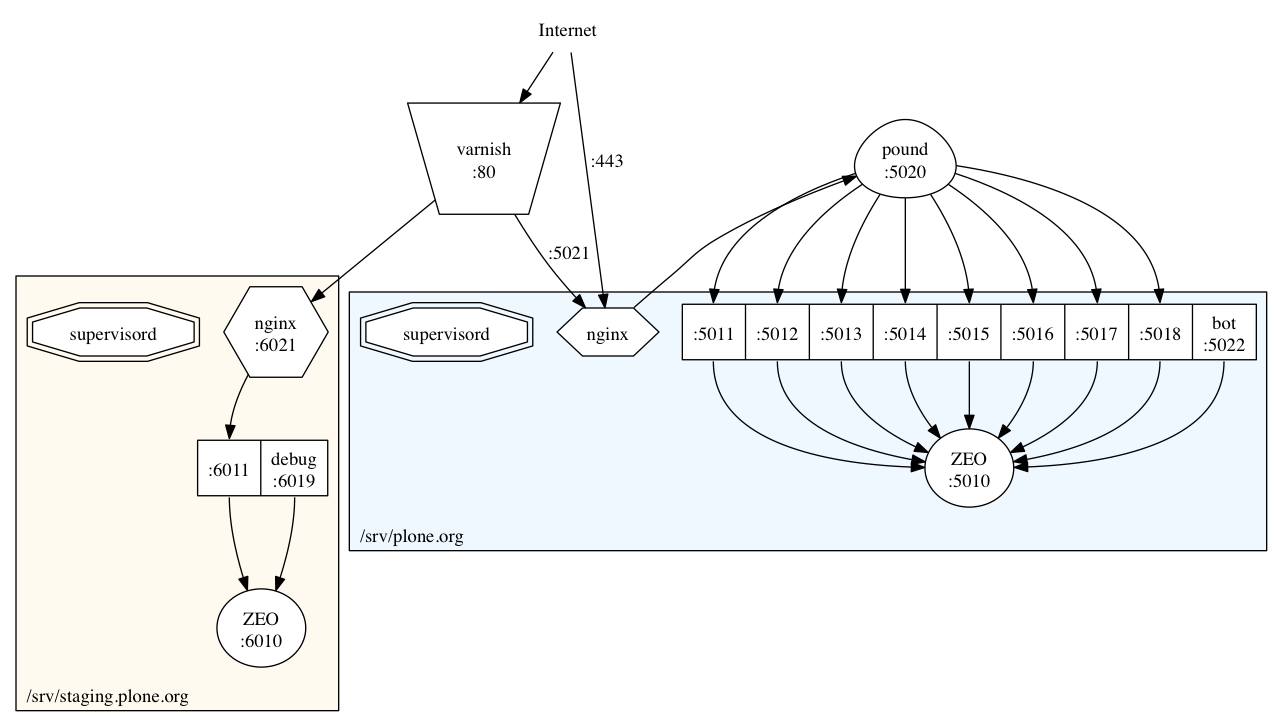 Internet
varnish
:80
:443
pound
:5020
:5021
supervisord
nginx
:6021
:6011
debug
:6019
ZEO
:6010
/srv/staging.plone.org
supervisord
nginx
:5011
:5012
:5013
:5014
:5015
:5016
:5017
:5018
bot
:5022
ZEO
:5010
/srv/plone.org